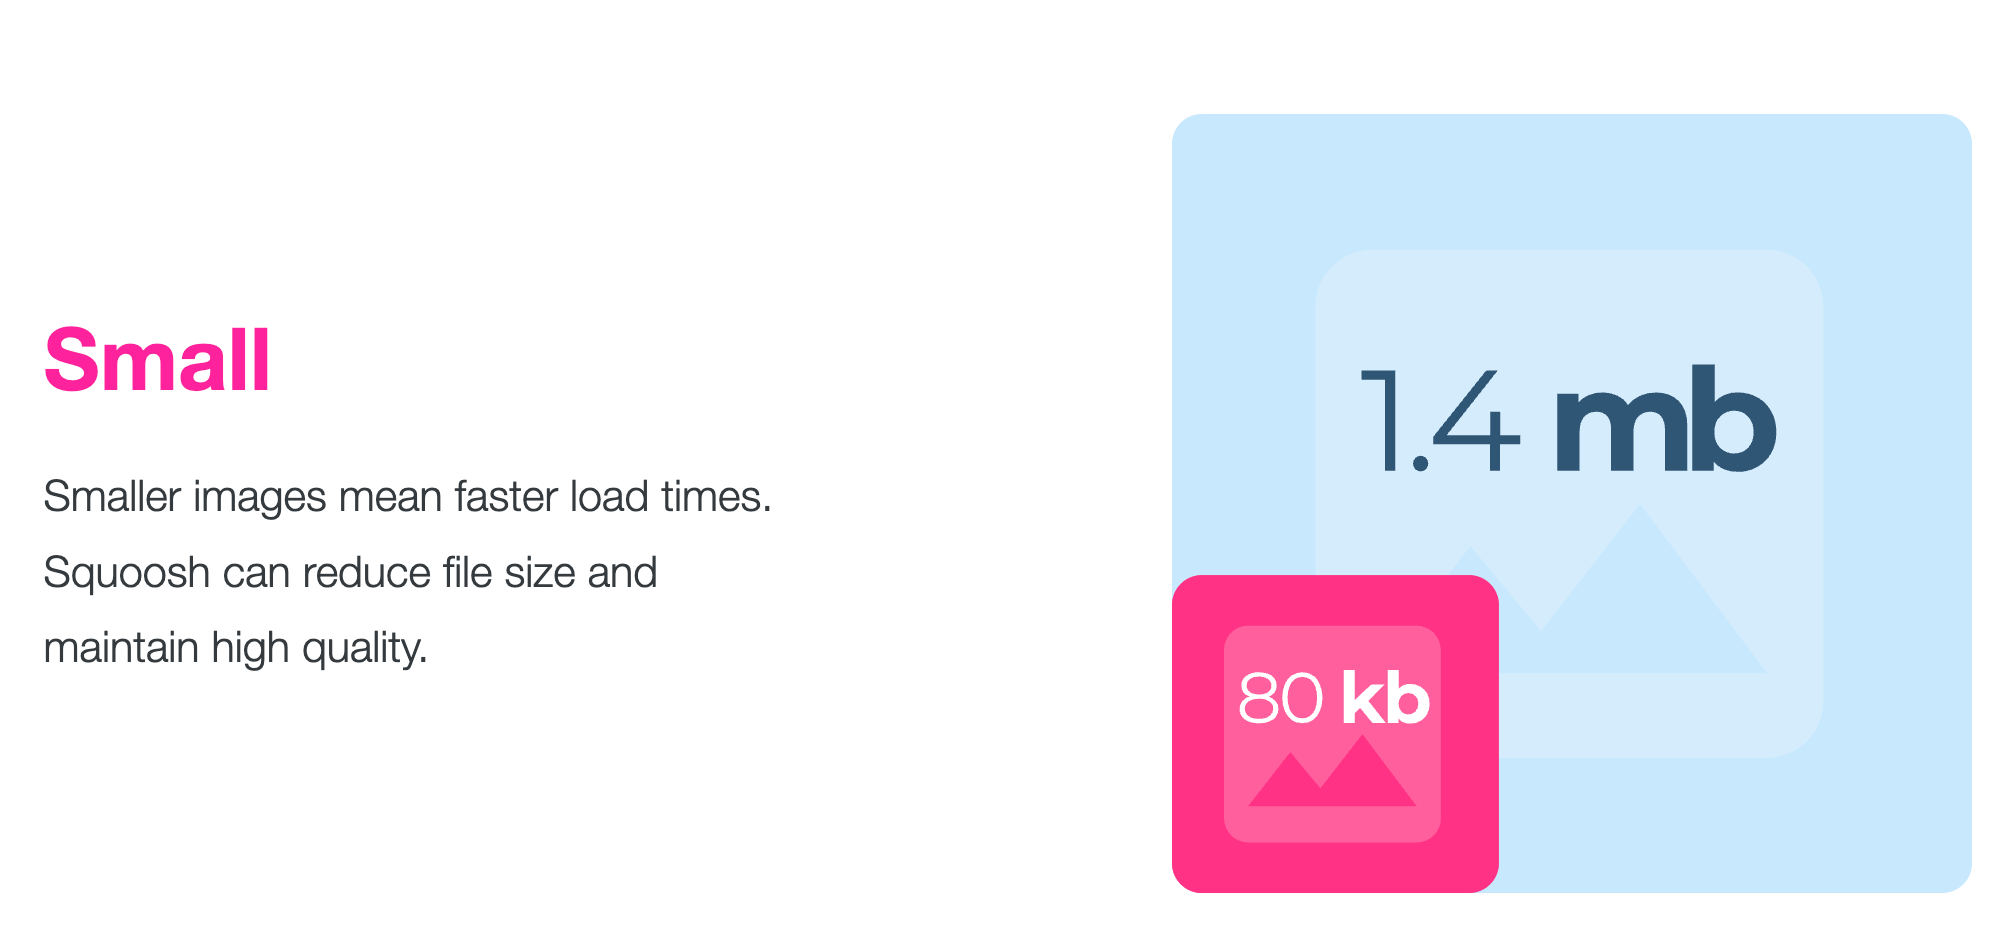 Small
Smaller images mean faster load times.
Squoosh can reduce file size and
maintain high quality.
1.4 mb
80 kb